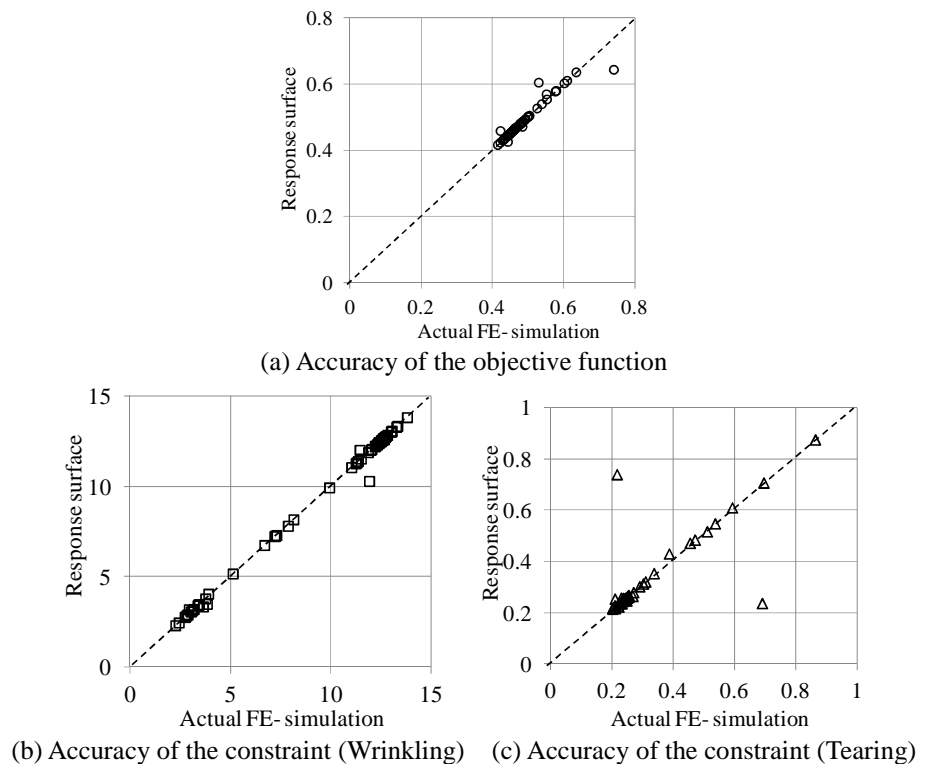 0.8
0.6
0.4
0.2
0
Response surface
0 0.2 0.4 0.6 0.8
Actual FE- simulation
(a) Accuracy of the objective function
15
10
5
0
Response surface
0 5 10 15
Actual FE- simulation
(b) Accuracy of the constraint (Wrinkling)
1
0.8
0.6
0.4
0.2
0
Response surface
0 0.2 0.4 0.6 0.8 1
Actual FE- simulation
(c) Accuracy of the constraint (Tearing)